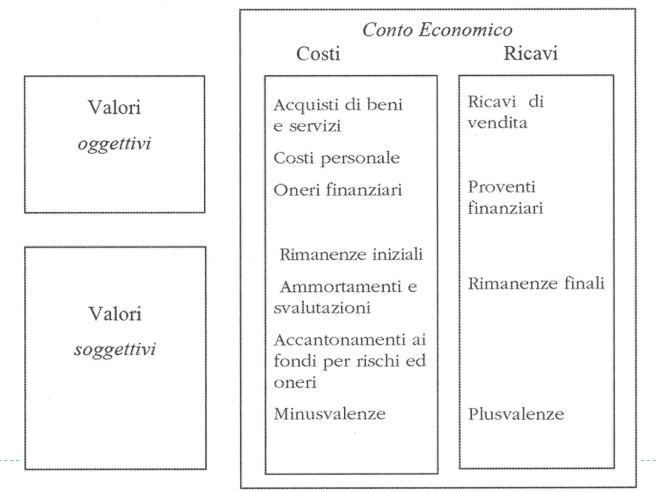 Conto Economico
Costi
Ricavi
Valori
oggettivi
Acquisti di beni
e servizi
Costi personale
Oneri finanziari
Ricavi di
vendita
Proventi
finanziari
Valori
soggettivi
Rimanenze iniziali
Ammortamenti e
svalutazioni
Accantonamenti ai
fondi per rischi ed
oneri
Minusvalenze
Rimanenze finali
Plusvalenze